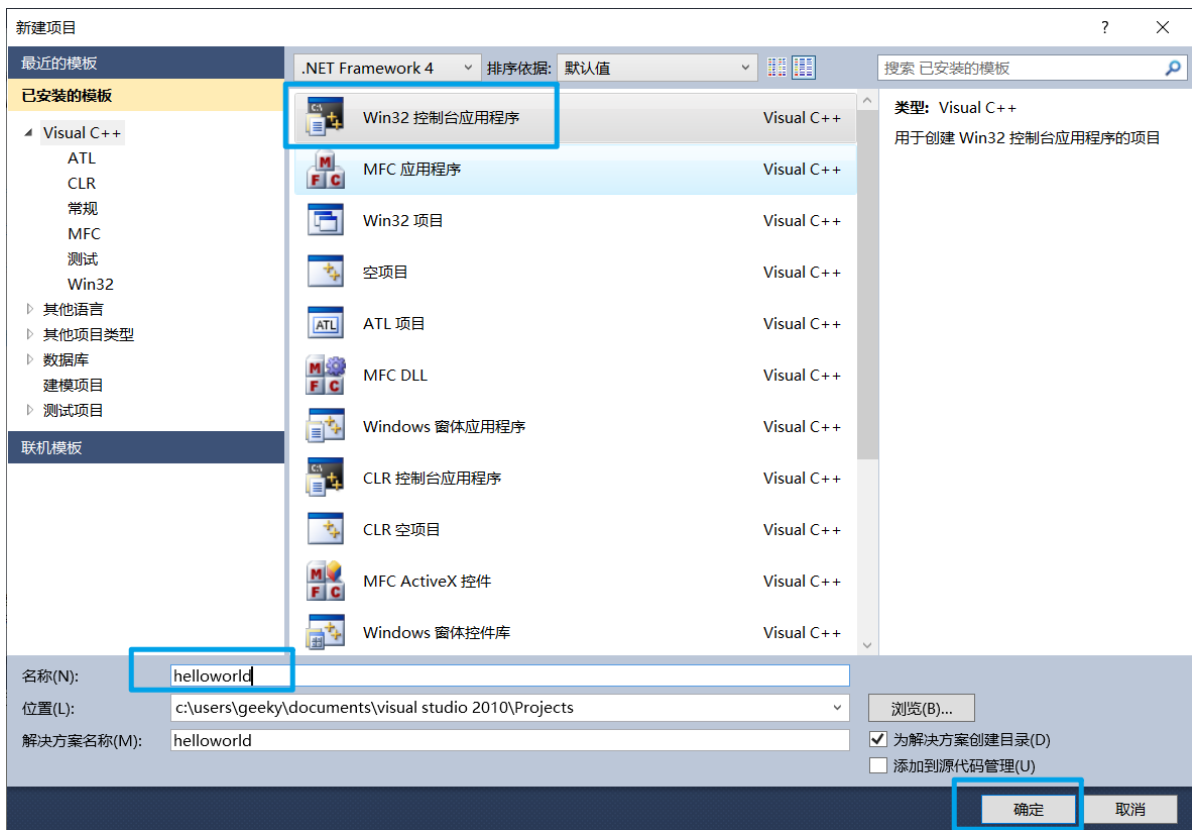 新建项目
?
最近的模板
已安装的模板
Visual C++
ATL
CLR
常规
MFC
测试
Win32
其他语言
其他项目类型
数据库
建模项目
测试项目
联机模板
.NET Framework 4 排序依据: 默认值
Win32 控制台应用程序 Visual C++
MFC 应用程序 Visual C++
Win32 项目 Visual C++
空项目 Visual C++
ATL 项目 Visual C++
MFC DLL Visual C++
Windows 窗体应用程序 Visual C++
CLR 控制台应用程序 Visual C++
CLR 空项目 Visual C++
MFC ActiveX 控件 Visual C++
Windows 窗体控件库 Visual C++
搜索 已安装的模板
类型: Visual C++
用于创建 Win32 控制台应用程序的项目
名称(N): helloworld
位置(L): c:\users\geeky\documents\visual studio 2010\Projects 浏览(B)...
解决方案名称(M): helloworld
为解决方案创建目录(D)
添加到源代码管理(U)
确定 取消